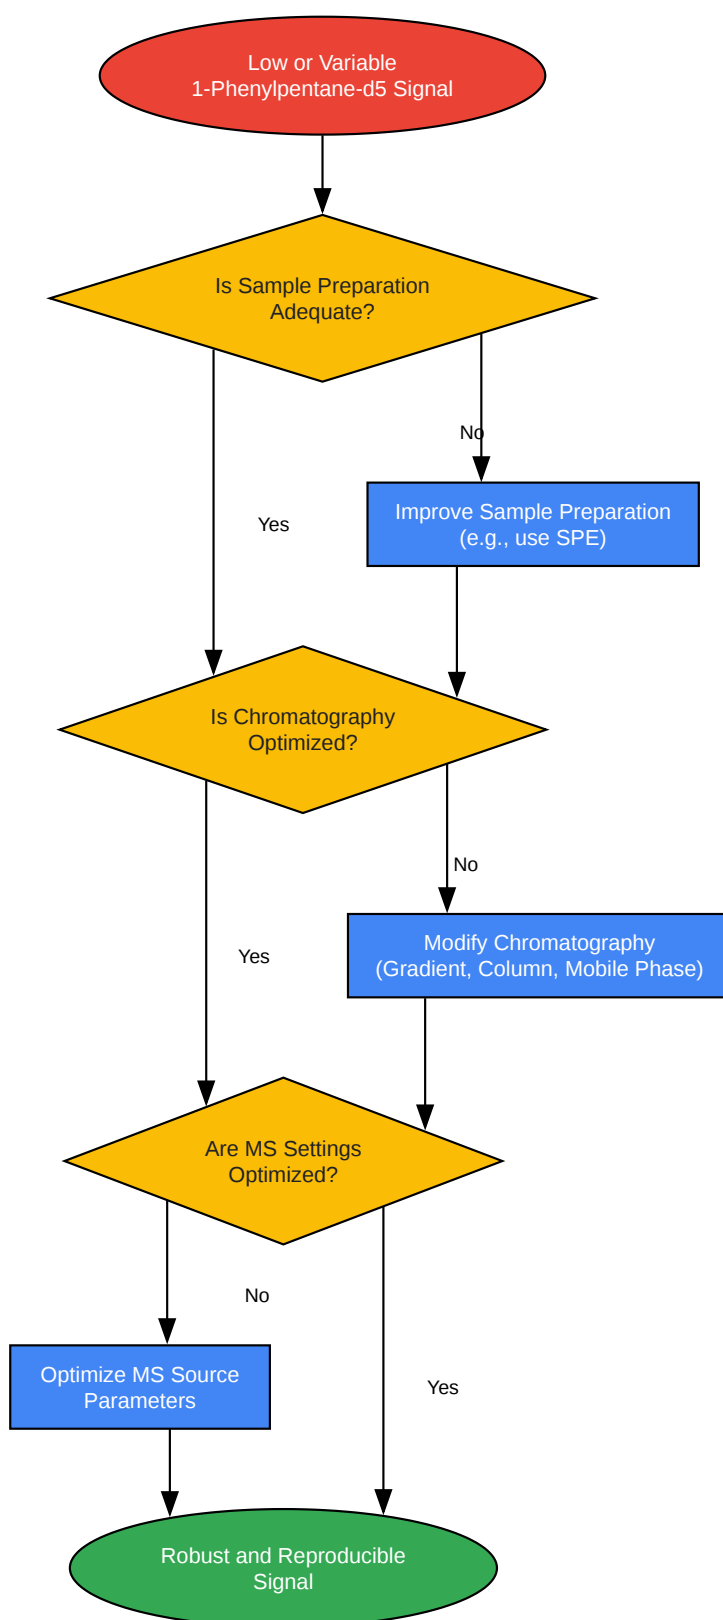 Low or Variable
1-Phenylpentane-d5 Signal
Is Sample Preparation
Adequate?
No
Improve Sample Preparation
(e.g., use SPE)
Yes
Is Chromatography
Optimized?
No
Modify Chromatography
(Gradient, Column, Mobile Phase)
Yes
Are MS Settings
Optimized?
No
Optimize MS Source
Parameters
Yes
Robust and Reproducible
Signal